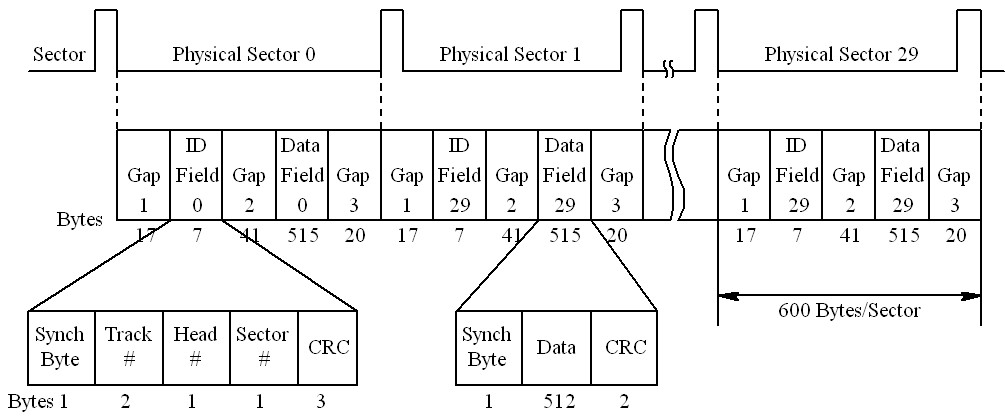 Sector Physical Sector 0 Physical Sector 1 Physical Sector 29
ID Data ID Data ID Data
Gap Field Gap Field Gap Gap Field Gap Field Gap Gap Field Gap Field Gap
1 0 2 0 3 1 29 2 29 3 1 29 2 29 3
Bytes 17 7 41 515 20 17 7 41 515 20 17 7 41 515 20
600 Bytes/Sector
Synch Track Head Sector CRC Synch Data CRC
Byte # # # Byte
Bytes 1 2 1 1 3 1 512 2